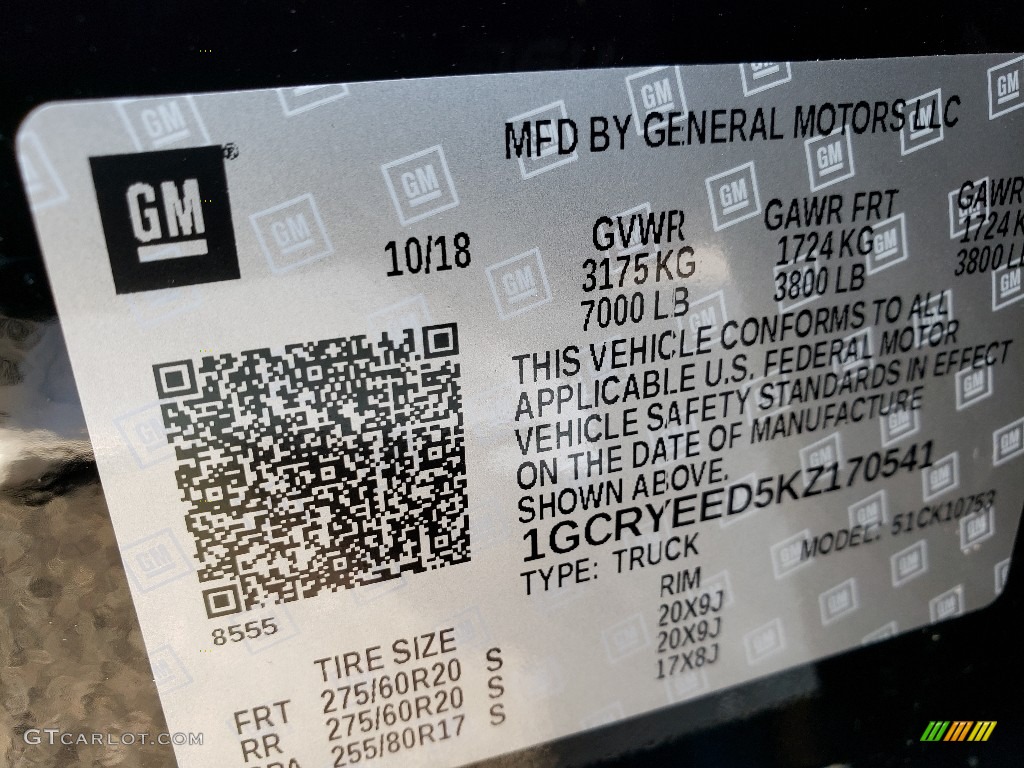 MFD BY GENERAL MOTORS LLC
GM ®
10/18
GVWR GAWR FRT GAWR
3175 KG 1724 KG 1724 K
7000 LB 3800 LB 3800 L
THIS VEHICLE CONFORMS TO ALL
APPLICABLE U.S. FEDERAL MOTOR
VEHICLE SAFETY STANDARDS IN EFFECT
ON THE DATE OF MANUFACTURE
SHOWN ABOVE.
1GCRYEED5KZ170541
TYPE: TRUCK MODEL: 51CK10753
8555
TIRE SIZE RIM
FRT 275/60R20 S 20X9J
RR 275/60R20 S 20X9J
SPA 255/80R17 S 17X8J
GTCARLOT.COM